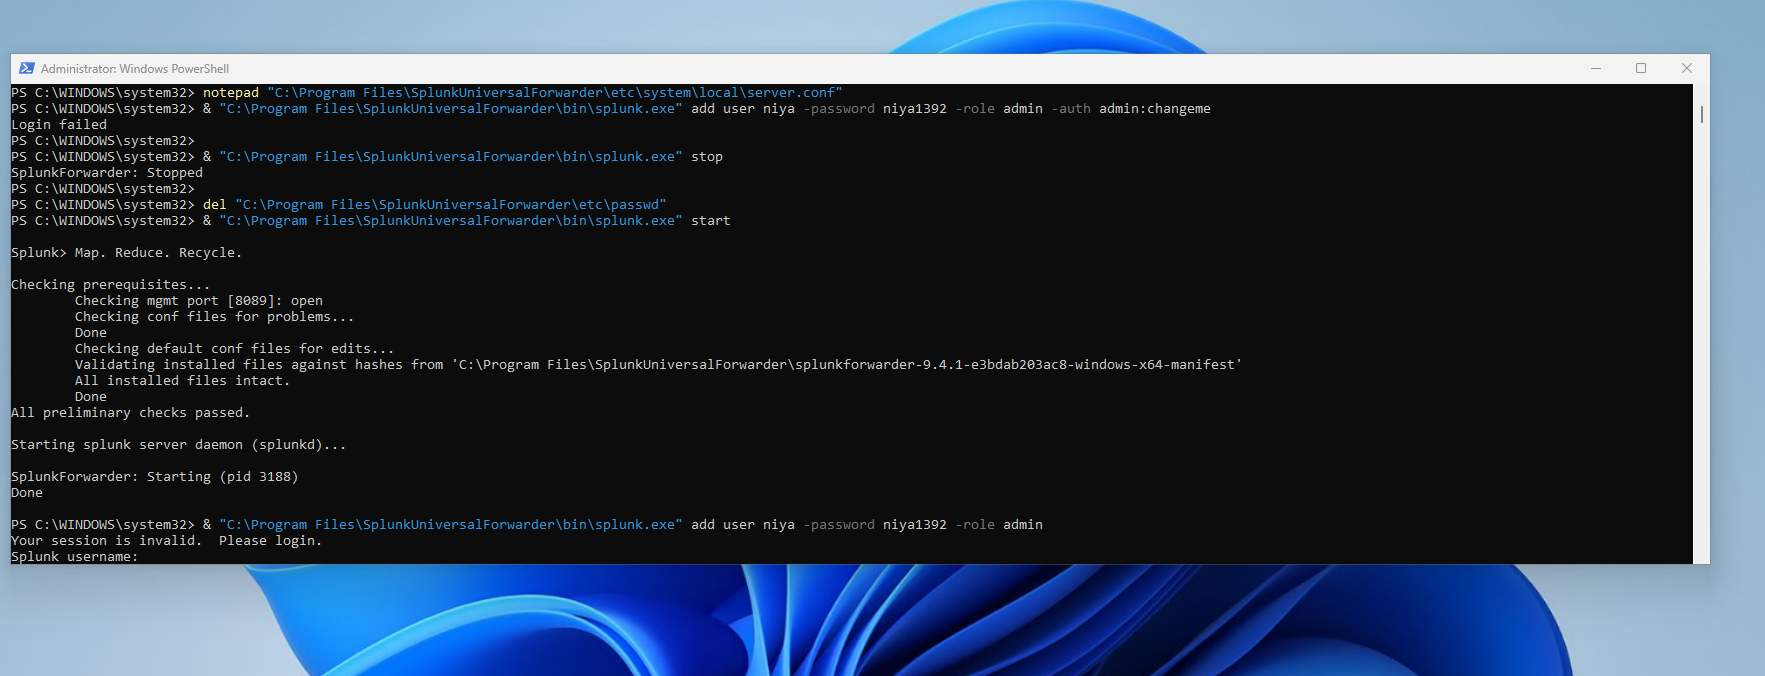 Administrator: Windows PowerShell
PS C:\WINDOWS\system32> notepad "C:\Program Files\SplunkUniversalForwarder\etc\system\local\server.conf"
PS C:\WINDOWS\system32> & "C:\Program Files\SplunkUniversalForwarder\bin\splunk.exe" add user niya -password niya1392 -role admin -auth admin:changeme
Login failed
PS C:\WINDOWS\system32>
PS C:\WINDOWS\system32> & "C:\Program Files\SplunkUniversalForwarder\bin\splunk.exe" stop
SplunkForwarder: Stopped
PS C:\WINDOWS\system32>
PS C:\WINDOWS\system32> del "C:\Program Files\SplunkUniversalForwarder\etc\passwd"
PS C:\WINDOWS\system32> & "C:\Program Files\SplunkUniversalForwarder\bin\splunk.exe" start
Splunk> Map. Reduce. Recycle.
Checking prerequisites...
Checking mgmt port [8089]: open
Checking conf files for problems...
Done
Checking default conf files for edits...
Validating installed files against hashes from 'C:\Program Files\SplunkUniversalForwarder\splunkforwarder-9.4.1-e3bdab203ac8-windows-x64-manifest'
All installed files intact.
Done
All preliminary checks passed.
Starting splunk server daemon (splunkd)...
SplunkForwarder: Starting (pid 3188)
Done
PS C:\WINDOWS\system32> & "C:\Program Files\SplunkUniversalForwarder\bin\splunk.exe" add user niya -password niya1392 -role admin
Your session is invalid.  Please login.
Splunk username: